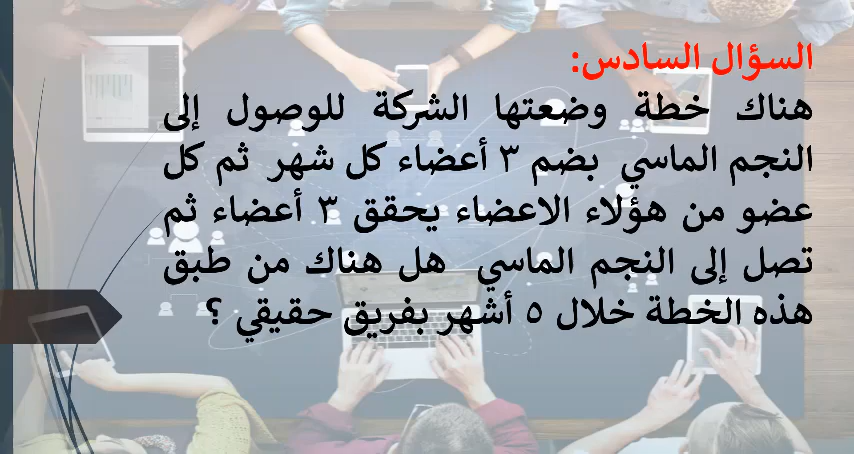 السؤال السادس:
هناك خطة وضعتها الشركة للوصول إلى
النجم الماسي بضم ٣ أعضاء كل شهر ثم كل
عضو من هؤلاء الاعضاء يحقق ٣ أعضاء ثم
تصل إلى النجم الماسي هل هناك من طبق
هذه الخطة خلال ٥ أشهر بفريق حقيقي ؟